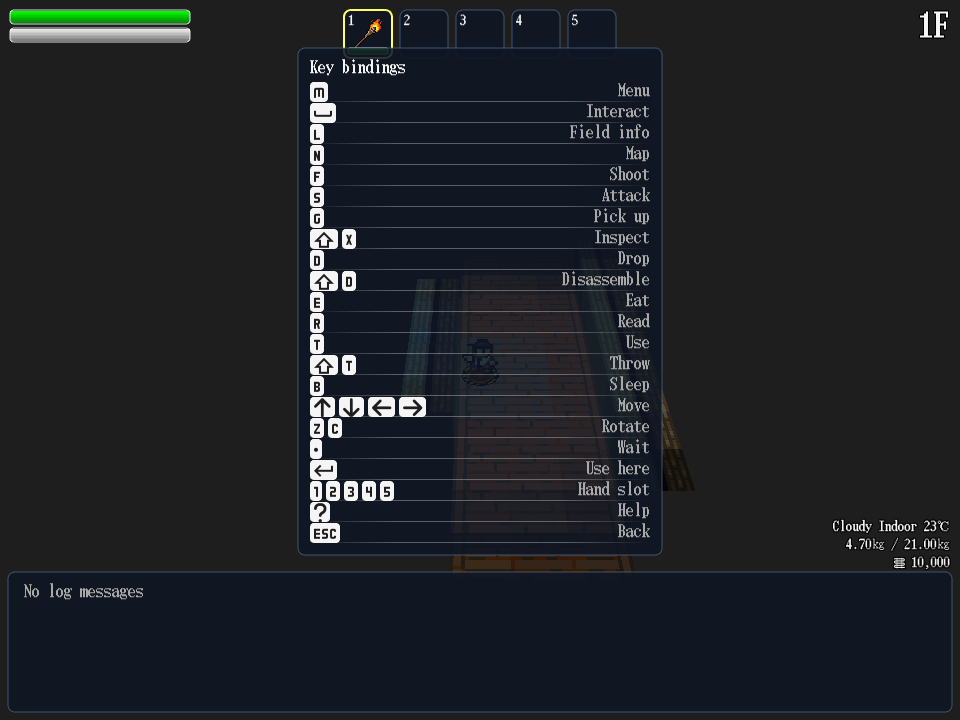 1 2 3 4 5
1F
Key bindings
M Menu
Interact
L Field info
N Map
F Shoot
S Attack
G Pick up
X Inspect
D Drop
D Disassemble
E Eat
R Read
T Use
T Throw
B Sleep
↑ ↓ ← → Move
Z C Rotate
. Wait
Use here
1 2 3 4 5 Hand slot
? Help
ESC Back
Cloudy Indoor 23℃
4.70kg / 21.00kg
10,000
No log messages